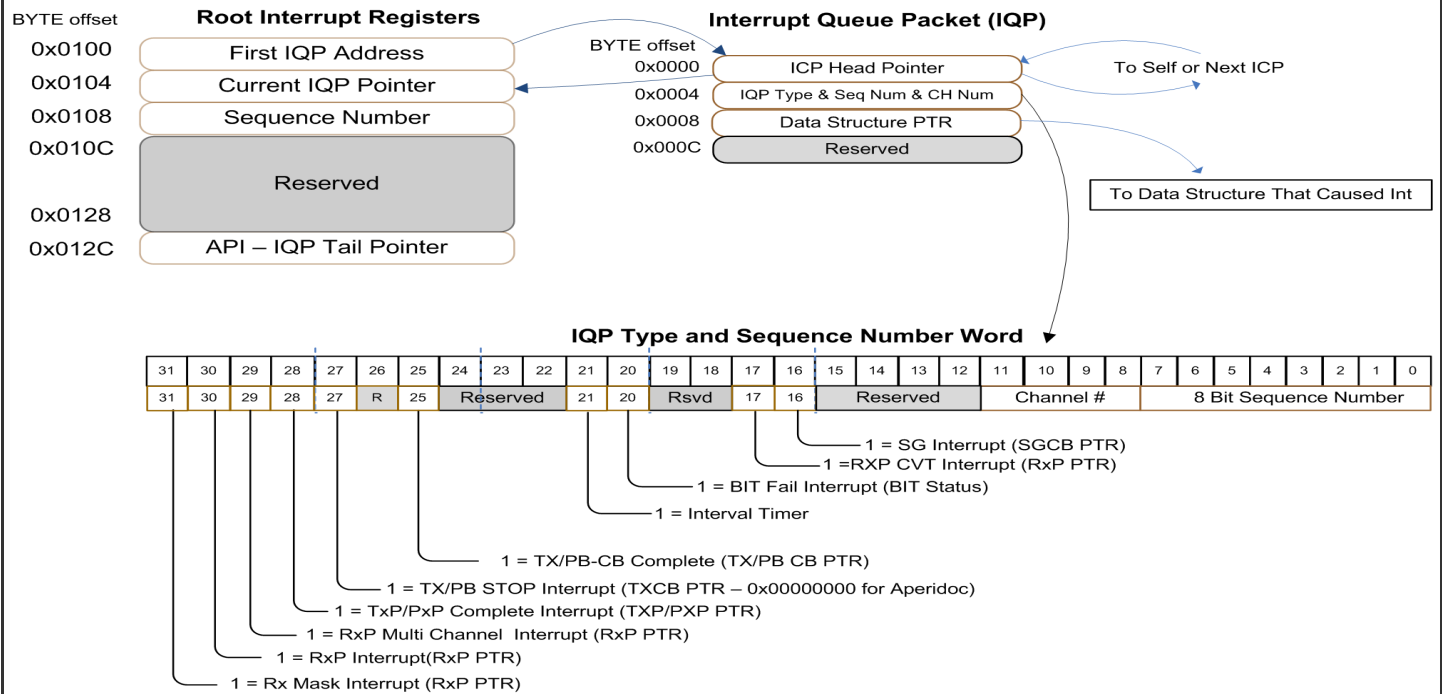 BYTE offset
Root Interrupt Registers
0x0100
First IQP Address
0x0104
Current IQP Pointer
0x0108
Sequence Number
0x010C
Reserved
0x0128
0x012C
API – IQP Tail Pointer
Interrupt Queue Packet (IQP)
BYTE offset
0x0000
ICP Head Pointer
To Self or Next ICP
0x0004
IQP Type & Seq Num & CH Num
0x0008
Data Structure PTR
0x000C
Reserved
To Data Structure That Caused Int
IQP Type and Sequence Number Word
31 30 29 28 27 26 25 24 23 22 21 20 19 18 17 16 15 14 13 12 11 10 9 8 7 6 5 4 3 2 1 0
31 30 29 28 27 R 25 Reserved 21 20 Rsvd 17 16 Reserved Channel # 8 Bit Sequence Number
1 = SG Interrupt (SGCB PTR)
1 =RXP CVT Interrupt (RxP PTR)
1 = BIT Fail Interrupt (BIT Status)
1 = Interval Timer
1 = TX/PB-CB Complete (TX/PB CB PTR)
1 = TX/PB STOP Interrupt (TXCB PTR – 0x00000000 for Aperidoc)
1 = TxP/PxP Complete Interrupt (TXP/PXP PTR)
1 = RxP Multi Channel Interrupt (RxP PTR)
1 = RxP Interrupt(RxP PTR)
1 = Rx Mask Interrupt (RxP PTR)